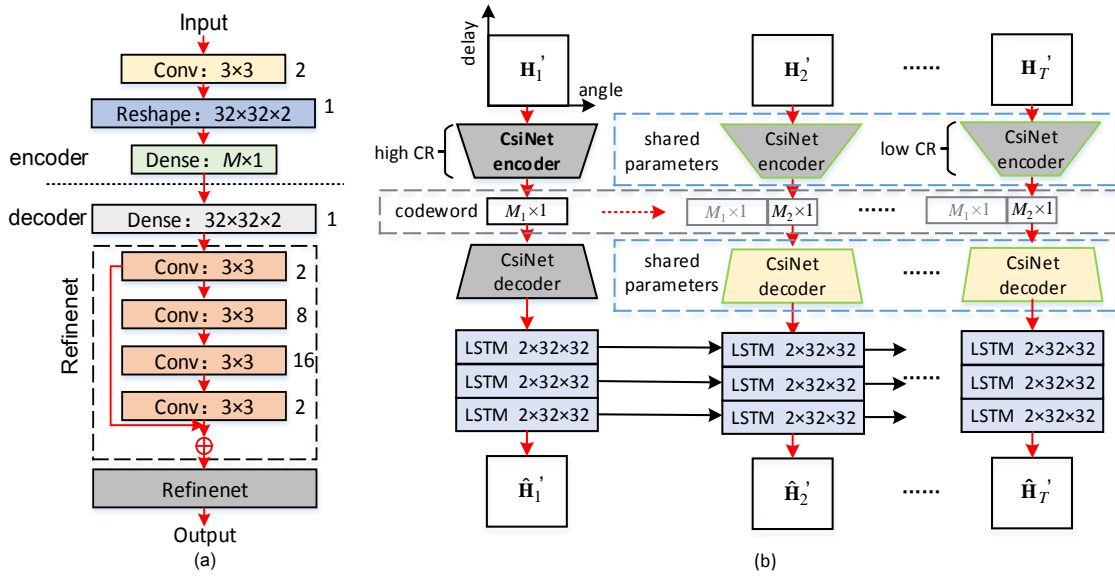 Input
Conv: 3×3 2
Reshape: 32×32×2 1
encoder Dense: M×1
decoder Dense: 32×32×2 1
Refinenet
Conv: 3×3 2
Conv: 3×3 8
Conv: 3×3 16
Conv: 3×3 2
Refinenet
Output
(a)
delay
angle
H₁' H₂' ...... H_T'
high CR
CsiNet
encoder
shared
parameters
CsiNet
encoder
low CR
CsiNet
encoder
codeword M₁×1 M₁×1 M₂×1 ...... M₁×1 M₂×1
CsiNet
decoder
shared
parameters
CsiNet
decoder
......
CsiNet
decoder
LSTM 2×32×32 LSTM 2×32×32 LSTM 2×32×32
LSTM 2×32×32 LSTM 2×32×32 ...... LSTM 2×32×32
LSTM 2×32×32 LSTM 2×32×32 LSTM 2×32×32
Ĥ₁' Ĥ₂' ...... Ĥ_T'
(b)